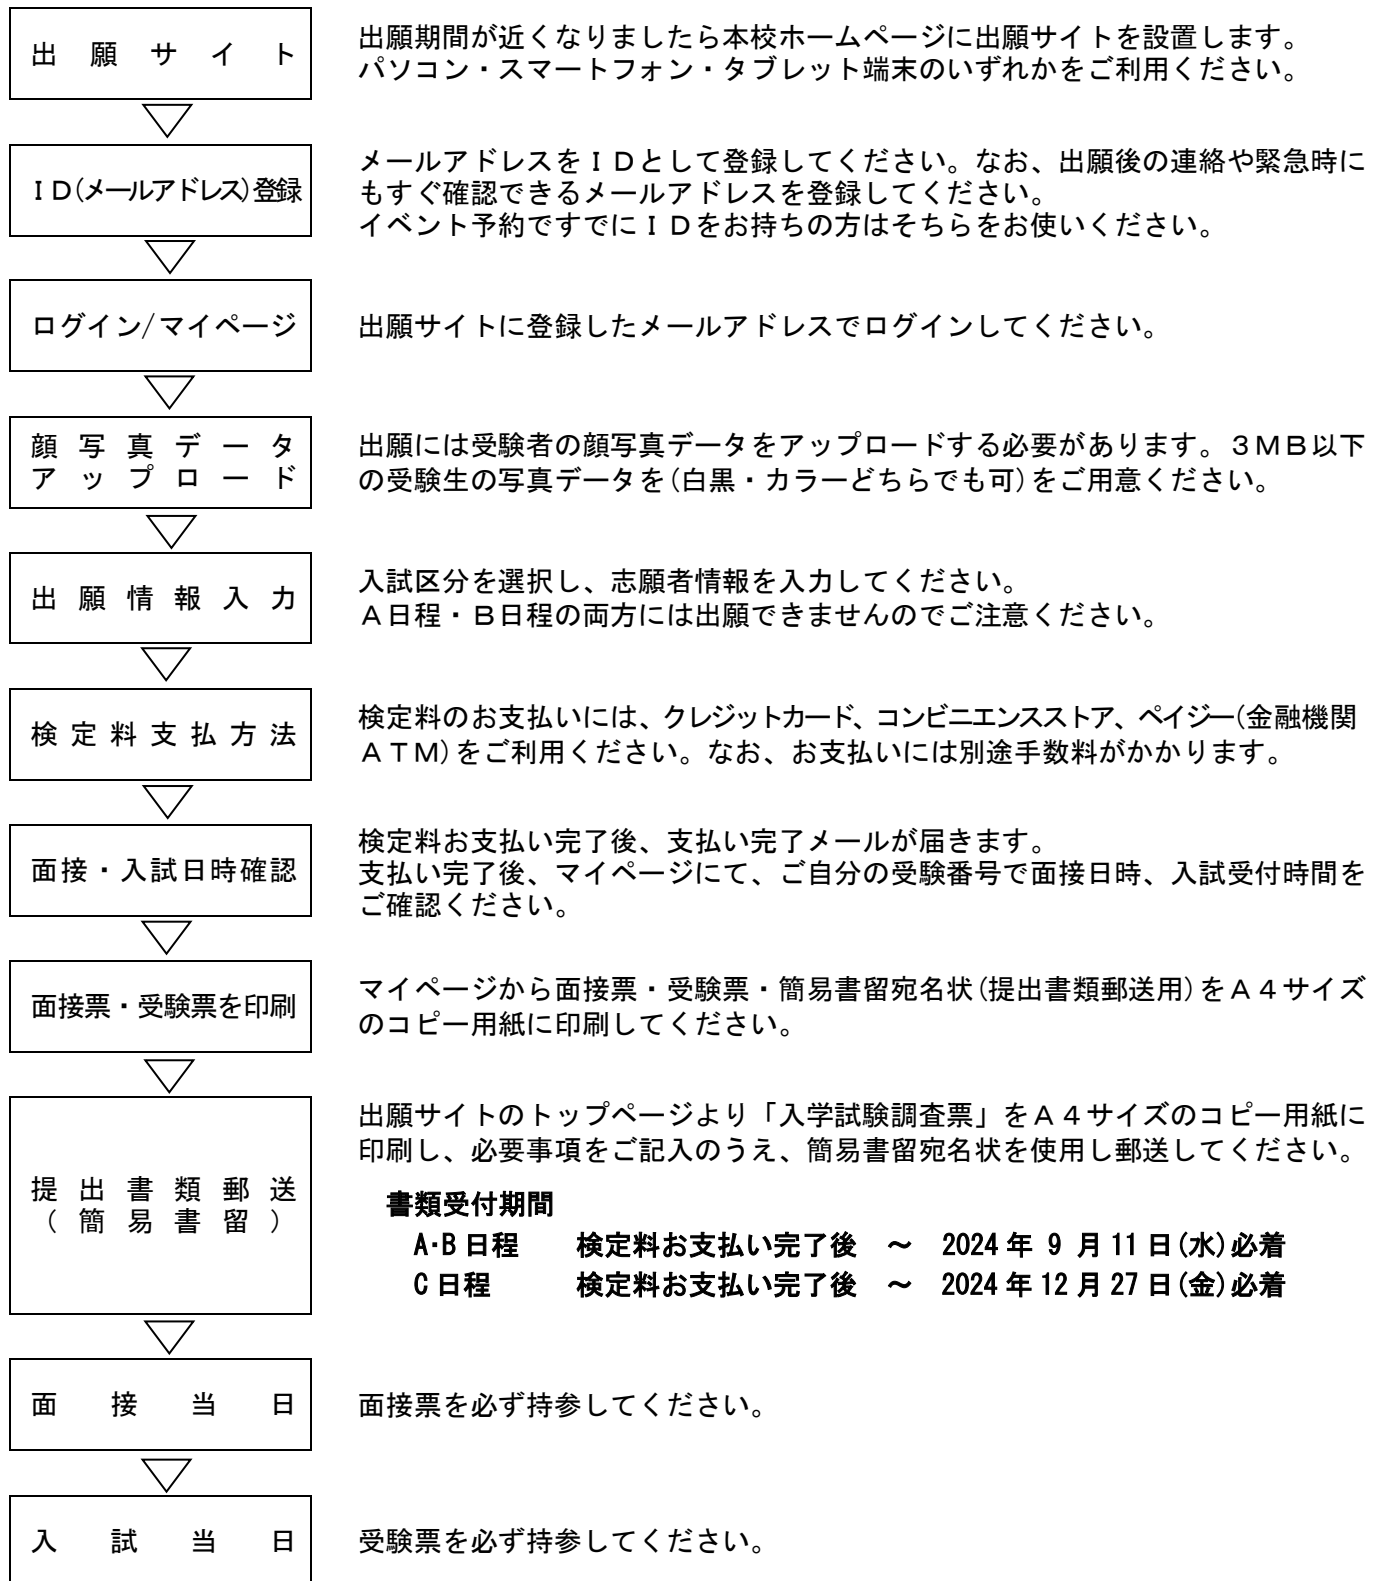 出願サイト
出願期間が近くなりましたら本校ホームページに出願サイトを設置します。
パソコン・スマートフォン・タブレット端末のいずれかをご利用ください。
ＩＤ(メールアドレス)登録
メールアドレスをＩＤとして登録してください。なお、出願後の連絡や緊急時に
もすぐ確認できるメールアドレスを登録してください。
イベント予約ですでにＩＤをお持ちの方はそちらをお使いください。
ログイン/マイページ
出願サイトに登録したメールアドレスでログインしてください。
顔写真データ
アップロード
出願には受験者の顔写真データをアップロードする必要があります。３ＭＢ以下
の受験生の写真データを(白黒・カラーどちらでも可)をご用意ください。
出願情報入力
入試区分を選択し、志願者情報を入力してください。
Ａ日程・Ｂ日程の両方には出願できませんのでご注意ください。
検定料支払方法
検定料のお支払いには、クレジットカード、コンビニエンスストア、ペイジー(金融機関
ＡＴＭ)をご利用ください。なお、お支払いには別途手数料がかかります。
面接・入試日時確認
検定料お支払い完了後、支払い完了メールが届きます。
支払い完了後、マイページにて、ご自分の受験番号で面接日時、入試受付時間を
ご確認ください。
面接票・受験票を印刷
マイページから面接票・受験票・簡易書留宛名状(提出書類郵送用)をＡ４サイズ
のコピー用紙に印刷してください。
提出書類郵送
(簡易書留)
出願サイトのトップページより「入学試験調査票」をＡ４サイズのコピー用紙に
印刷し、必要事項をご記入のうえ、簡易書留宛名状を使用し郵送してください。
書類受付期間
A･B日程　検定料お支払い完了後　～　2024年 9 月11日(水)必着
C日程　検定料お支払い完了後　～　2024年12月27日(金)必着
面接当日
面接票を必ず持参してください。
入試当日
受験票を必ず持参してください。